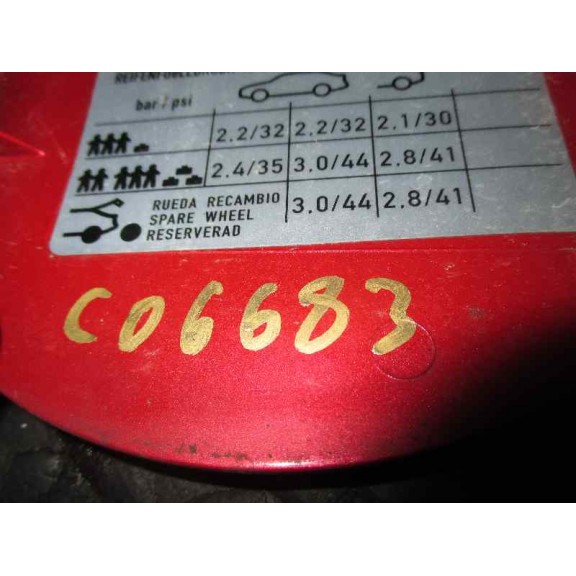 bar / psi
2.2/32 2.2/32 2.1/30
2.4/35 3.0/44 2.8/41
RUEDA RECAMBIO
SPARE WHEEL
RESERVERAD
3.0/44 2.8/41
C06683